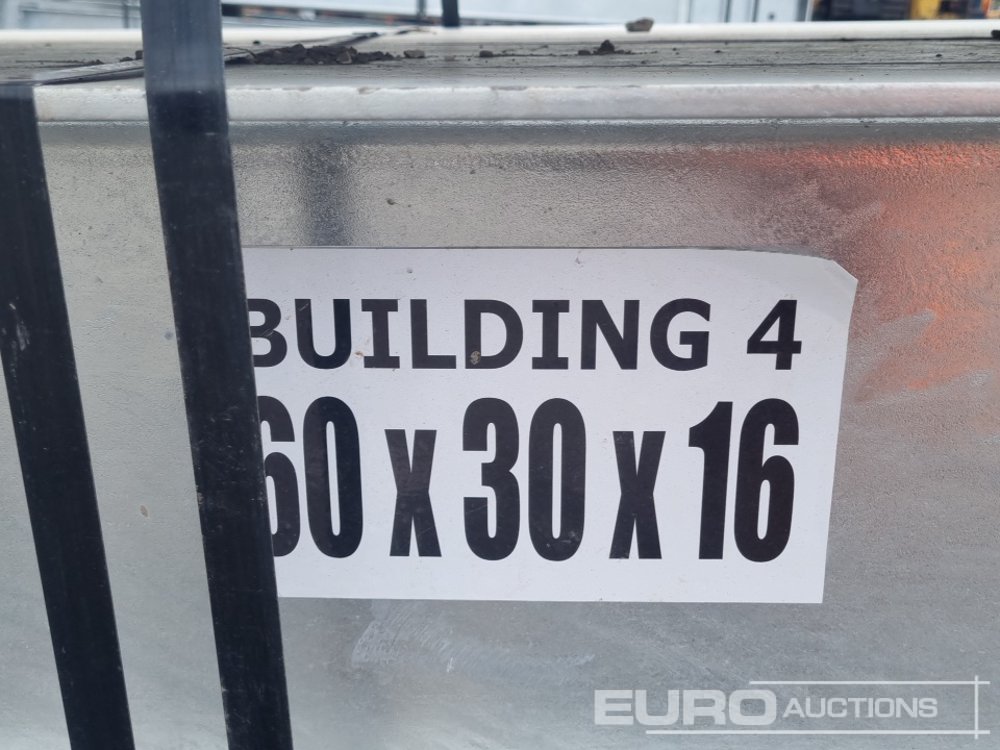 BUILDING 4
60 x 30 x 16
EURO AUCTIONS